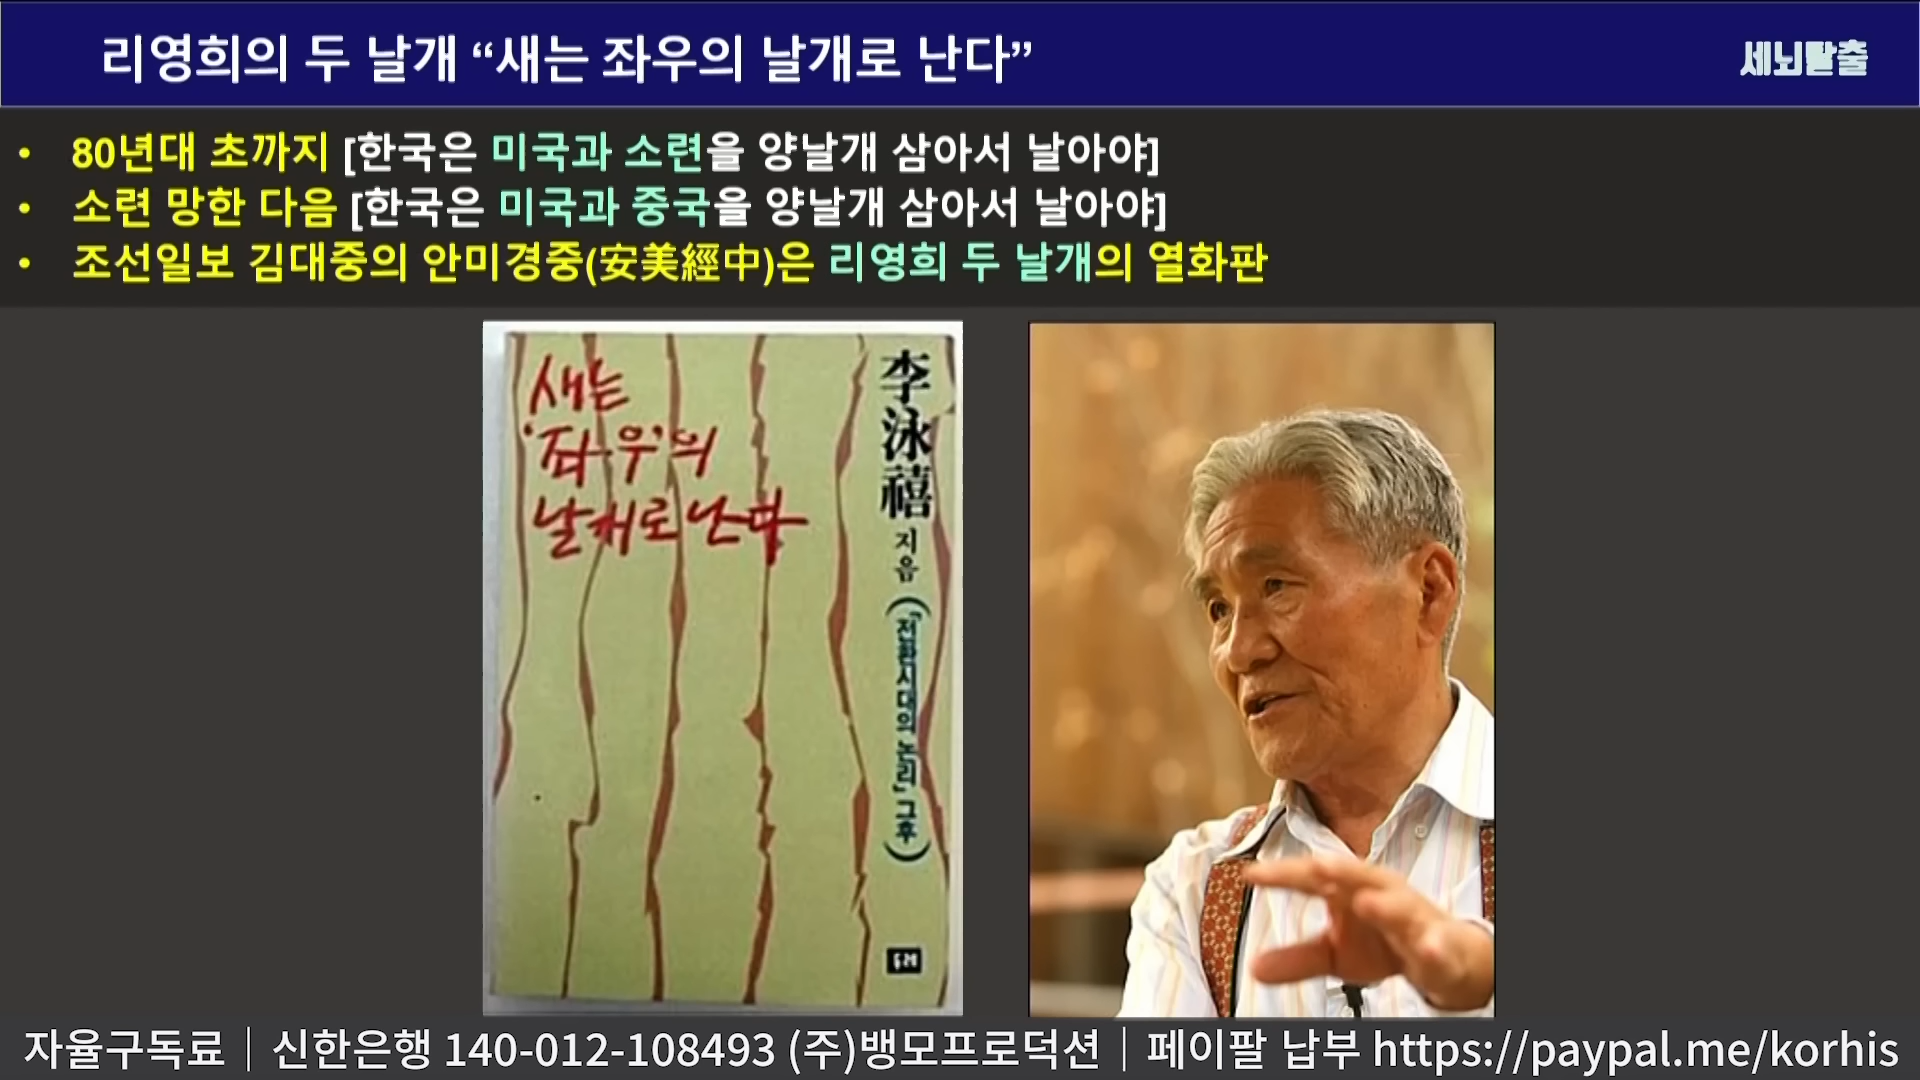 리영희의 두 날개 “새는 좌우의 날개로 난다”
세뇌탈출
• 80년대 초까지 [한국은 미국과 소련을 양날개 삼아서 날아야]
• 소련 망한 다음 [한국은 미국과 중국을 양날개 삼아서 날아야]
• 조선일보 김대중의 안미경중(安美經中)은 리영희 두 날개의 열화판
새는
‘좌우’의
날개로 난다
李泳禧 지음 (「전환시대의 논리」 그후)
두레
자율구독료│신한은행 140-012-108493 (주)뱅모프로덕션│페이팔 납부 https://paypal.me/korhis